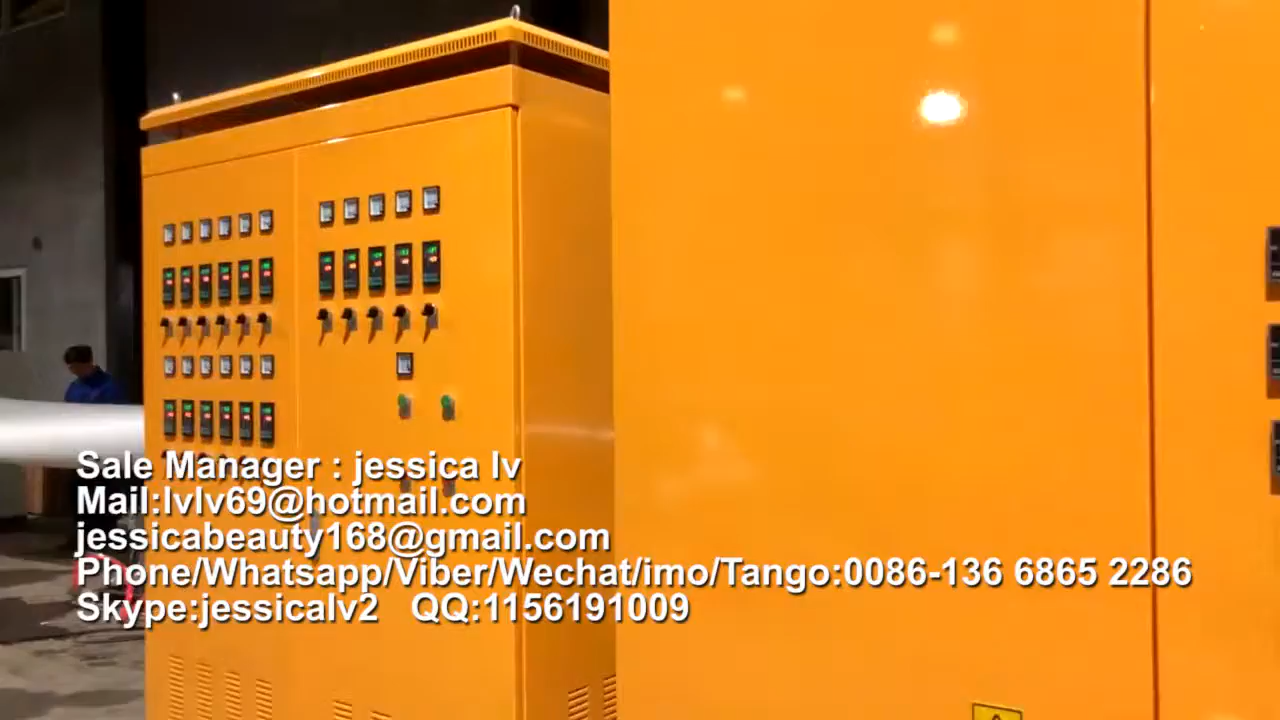 Sale Manager : jessica lv
Mail:lvlv69@hotmail.com
jessicabeauty168@gmail.com
Phone/Whatsapp/Viber/Wechat/imo/Tango:0086-136 6865 2286
Skype:jessicalv2 QQ:1156191009